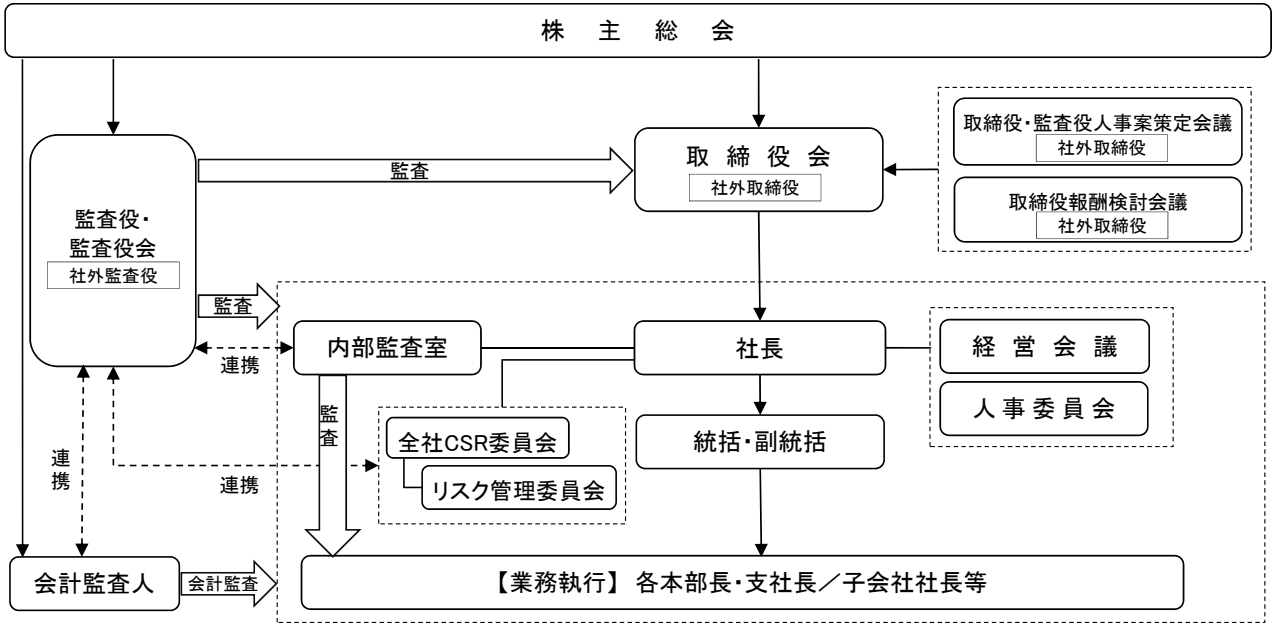 株 主 総 会
取締役・監査役人事案策定会議
社外取締役
取 締 役 会
社外取締役
監査
取締役報酬検討会議
社外取締役
監査役・
監査役会
社外監査役
監査
内部監査室
社長
経 営 会 議
連携
人 事 委 員 会
監査
全社CSR委員会
統括・副統括
連携
連携
リスク管理委員会
会計監査人
会計監査
【業務執行】 各本部長・支社長／子会社社長等